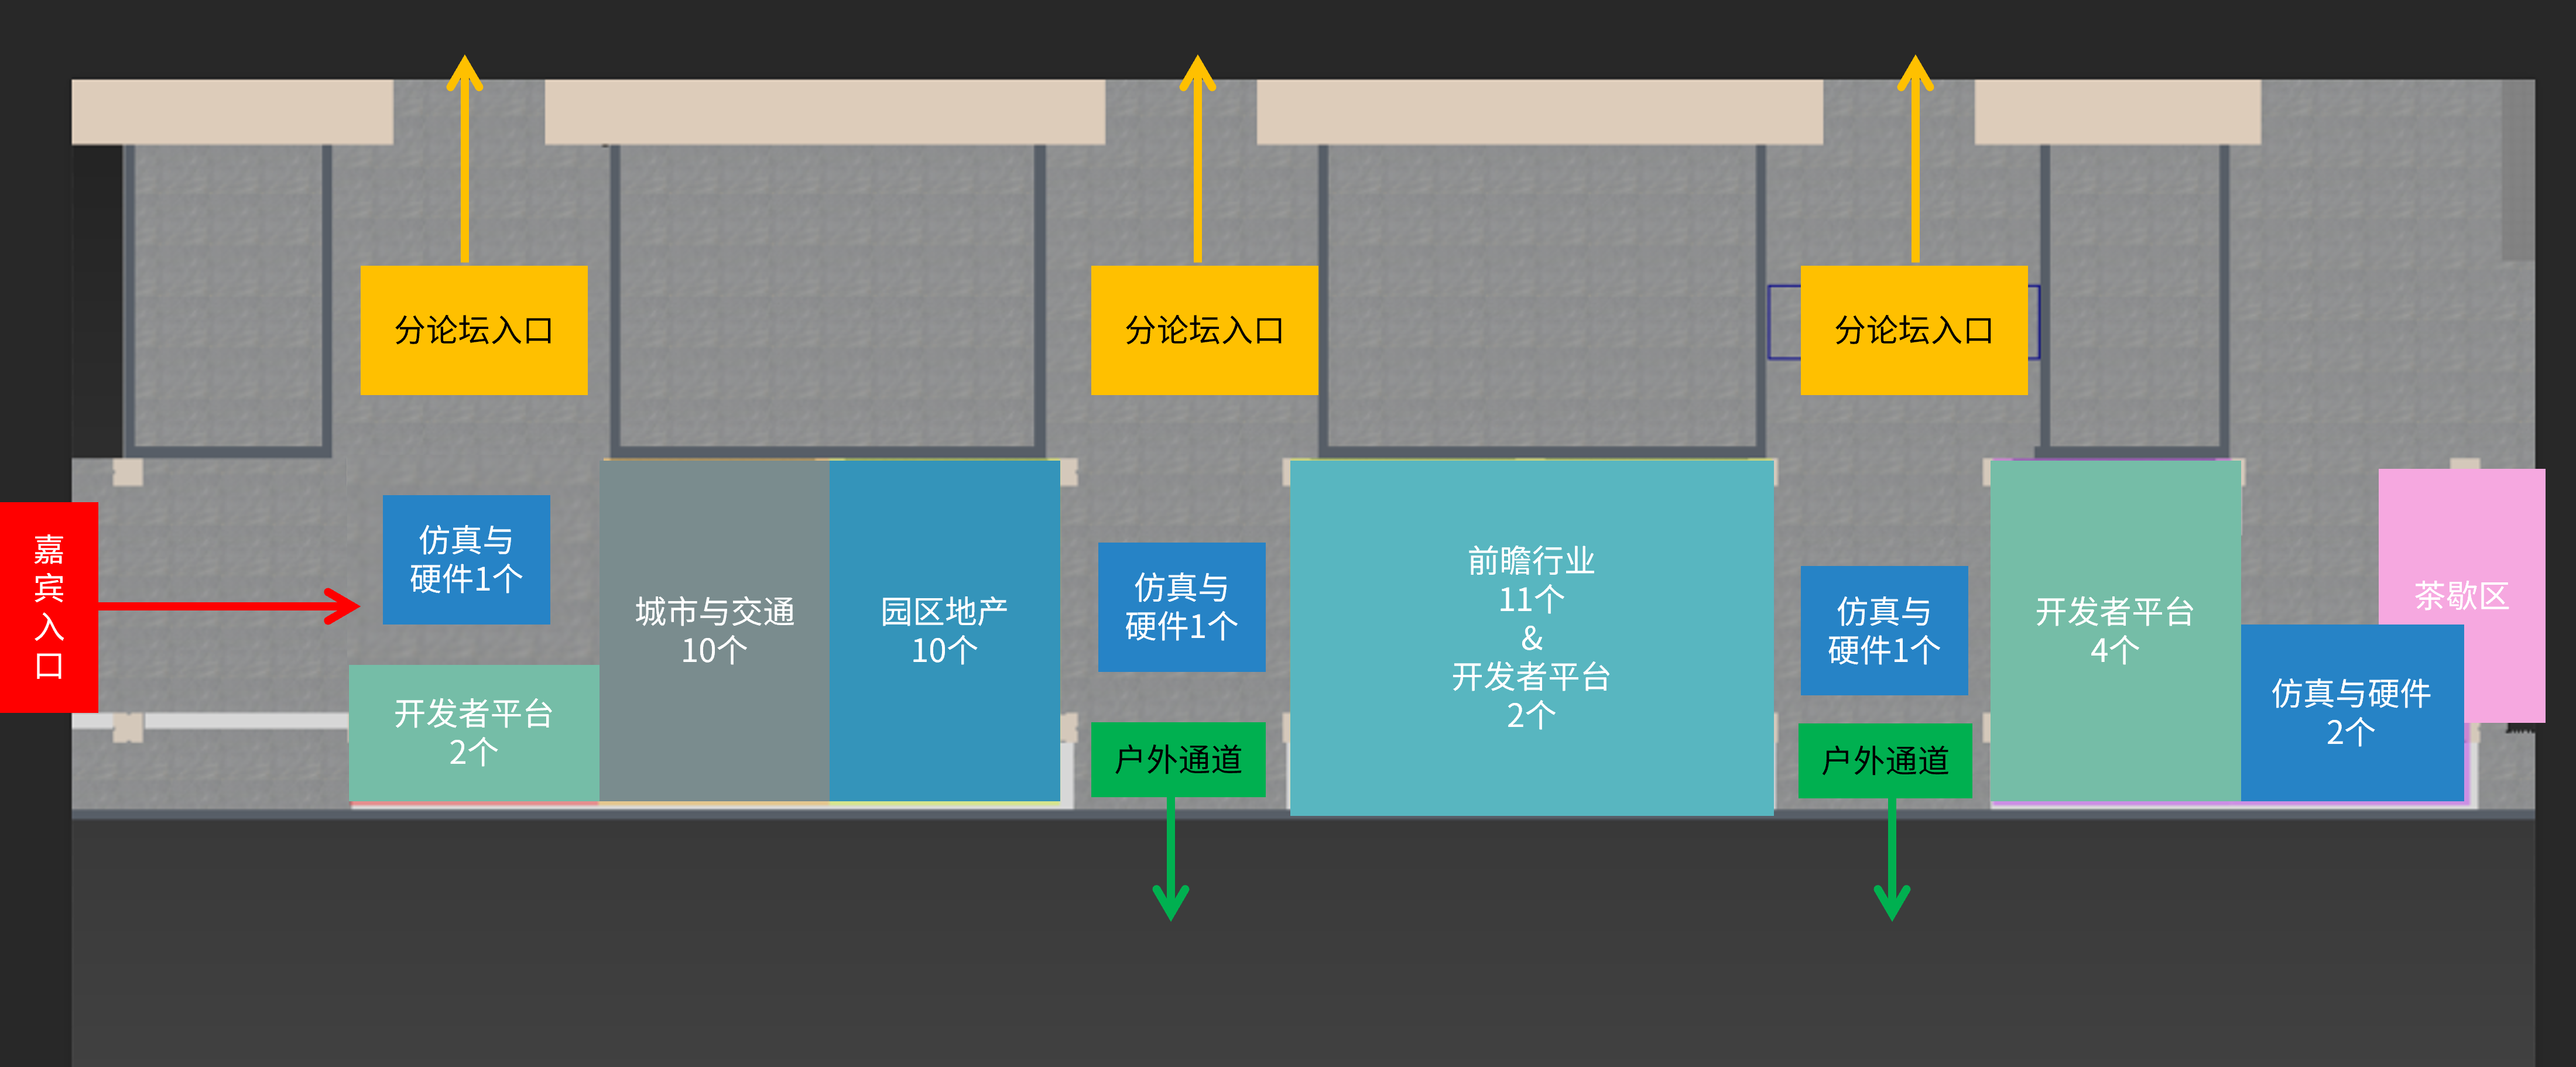 分论坛入口
分论坛入口
分论坛入口
嘉
宾
入
口
仿真与
硬件1个
开发者平台
2个
城市与交通
10个
园区地产
10个
仿真与
硬件1个
户外通道
前瞻行业
11个
&
开发者平台
2个
仿真与
硬件1个
户外通道
开发者平台
4个
茶歇区
仿真与硬件
2个